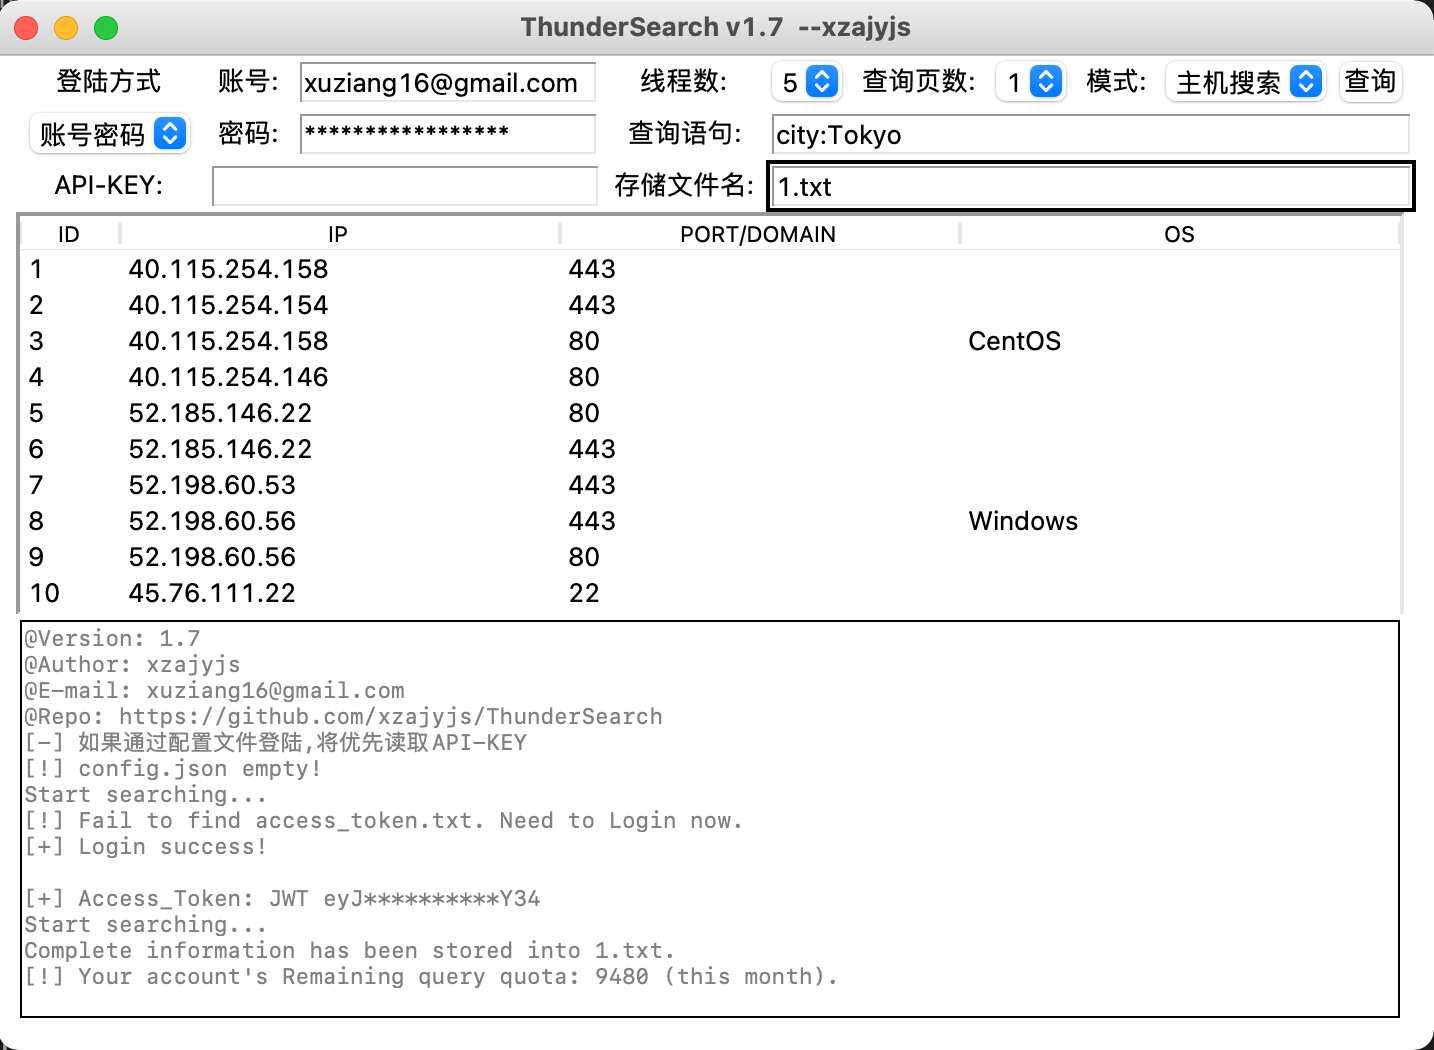 ThunderSearch v1.7  --xzajyjs
登陆方式 账号: xuziang16@gmail.com 线程数: 5 查询页数: 1 模式: 主机搜索 查询
账号密码 密码: ***************** 查询语句: city:Tokyo
API-KEY: 存储文件名: 1.txt
ID IP PORT/DOMAIN OS
1 40.115.254.158 443
2 40.115.254.154 443
3 40.115.254.158 80 CentOS
4 40.115.254.146 80
5 52.185.146.22 80
6 52.185.146.22 443
7 52.198.60.53 443
8 52.198.60.56 443 Windows
9 52.198.60.56 80
10 45.76.111.22 22
@Version: 1.7
@Author: xzajyjs
@E-mail: xuziang16@gmail.com
@Repo: https://github.com/xzajyjs/ThunderSearch
[-] 如果通过配置文件登陆,将优先读取API-KEY
[!] config.json empty!
Start searching...
[!] Fail to find access_token.txt. Need to Login now.
[+] Login success!
[+] Access_Token: JWT eyJ**********Y34
Start searching...
Complete information has been stored into 1.txt.
[!] Your account's Remaining query quota: 9480 (this month).